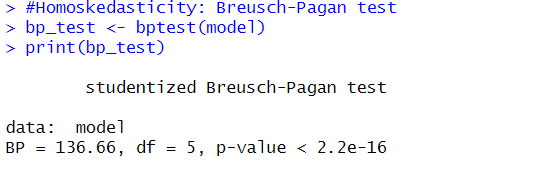 > #Homoskedasticity: Breusch-Pagan test
> bp_test <- bptest(model)
> print(bp_test)
studentized Breusch-Pagan test
data:  model
BP = 136.66, df = 5, p-value < 2.2e-16